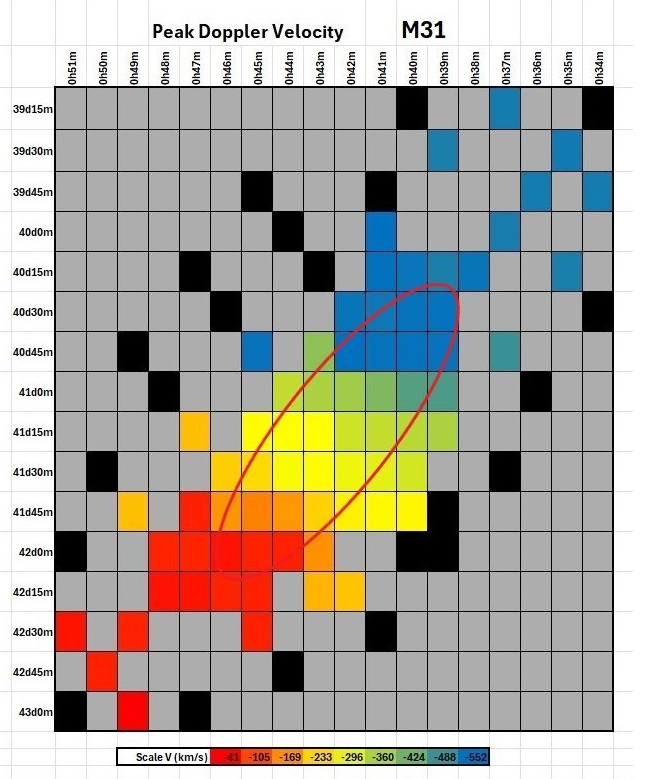 Peak Doppler Velocity M31
0h51m 0h50m 0h49m 0h48m 0h47m 0h46m 0h45m 0h44m 0h43m 0h42m 0h41m 0h40m 0h39m 0h38m 0h37m 0h36m 0h35m 0h34m
39d15m
39d30m
39d45m
40d0m
40d15m
40d30m
40d45m
41d0m
41d15m
41d30m
41d45m
42d0m
42d15m
42d30m
42d45m
43d0m
Scale V (km/s) -41 -105 -169 -233 -296 -360 -424 -488 -552